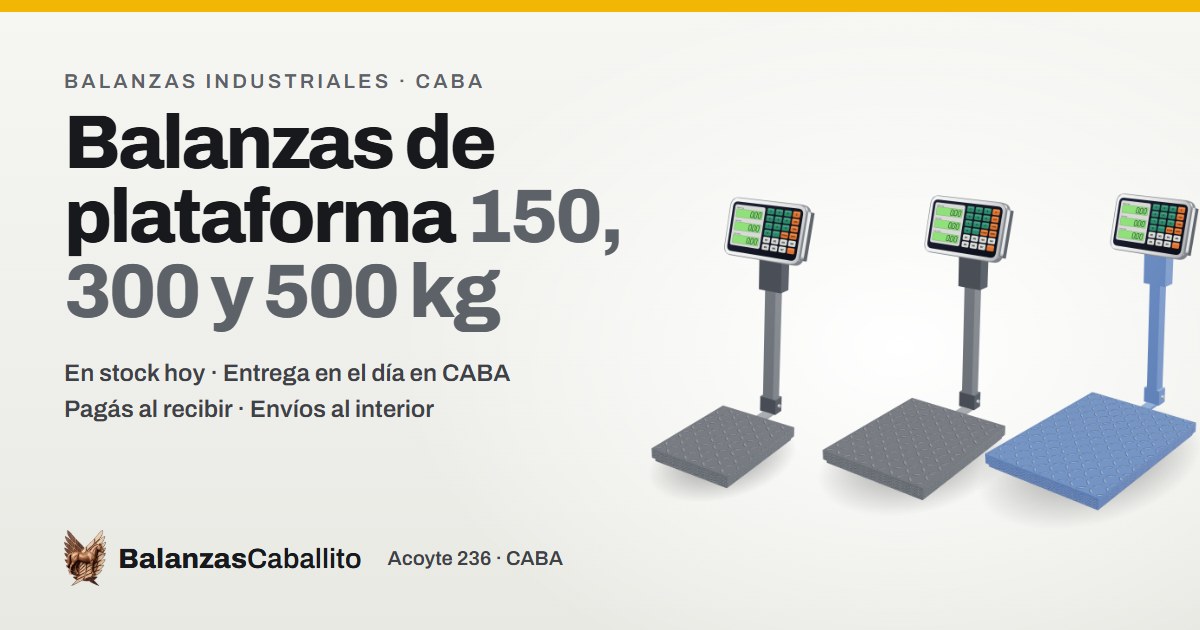 BALANZAS INDUSTRIALES · CABA
Balanzas de
plataforma 150,
300 y 500 kg
En stock hoy · Entrega en el día en CABA
Pagás al recibir · Envíos al interior
BalanzasCaballito Acoyte 236 · CABA